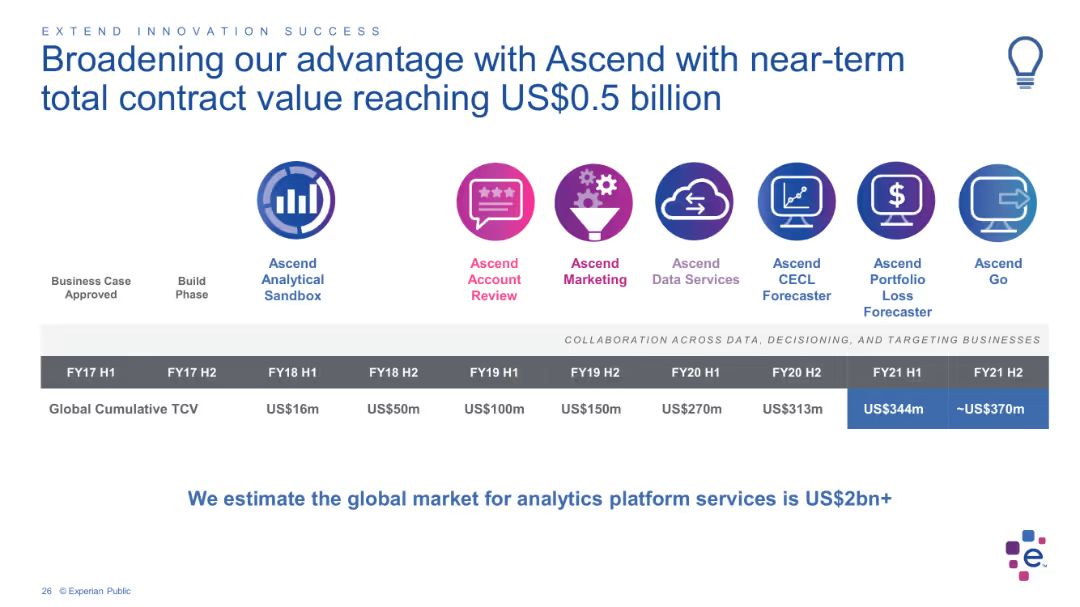 EXTEND INNOVATION SUCCESS
Broadening our advantage with Ascend with near-term
total contract value reaching US$0.5 billion
Business Case
Approved
Build
Phase
Ascend
Analytical
Sandbox
Ascend
Account
Review
Ascend
Marketing
Ascend
Data Services
Ascend
CECL
Forecaster
$
Ascend
Portfolio
Loss
Forecaster
Ascend
Go
COLLABORATION ACROSS DATA, DECISIONING, AND TARGETING BUSINESSES
FY17 H1 FY17 H2 FY18 H1 FY18 H2 FY19 H1 FY19 H2 FY20 H1 FY20 H2 FY21 H1 FY21 H2
Global Cumulative TCV US$16m US$50m US$100m US$150m US$270m US$313m US$344m ~US$370m
We estimate the global market for analytics platform services is US$2bn+
e
26 © Experian Public